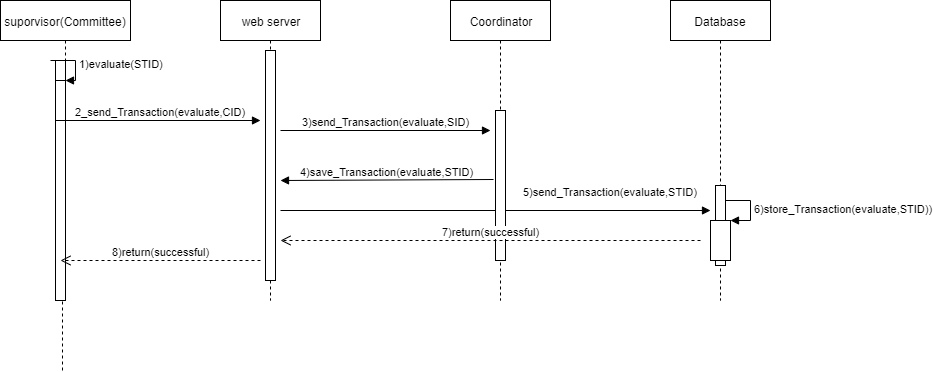 suporvisor(Committee)
web server
Coordinator
Database
1)evaluate(STID)
2_send_Transaction(evaluate,CID)
3)send_Transaction(evaluate,SID)
4)save_Transaction(evaluate,STID)
5)send_Transaction(evaluate,STID)
6)store_Transaction(evaluate,STID))
7)return(successful)
8)return(successful)